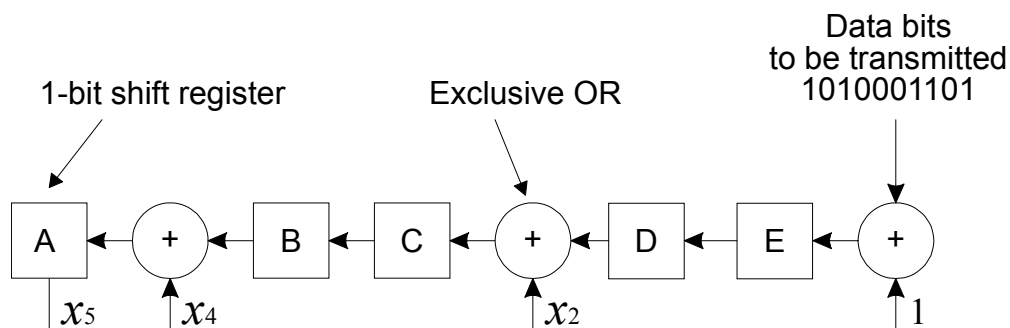 Data bits
to be transmitted
1010001101
1-bit shift register
Exclusive OR
A
+
B
C
+
D
E
+
x5
x4
x2
1